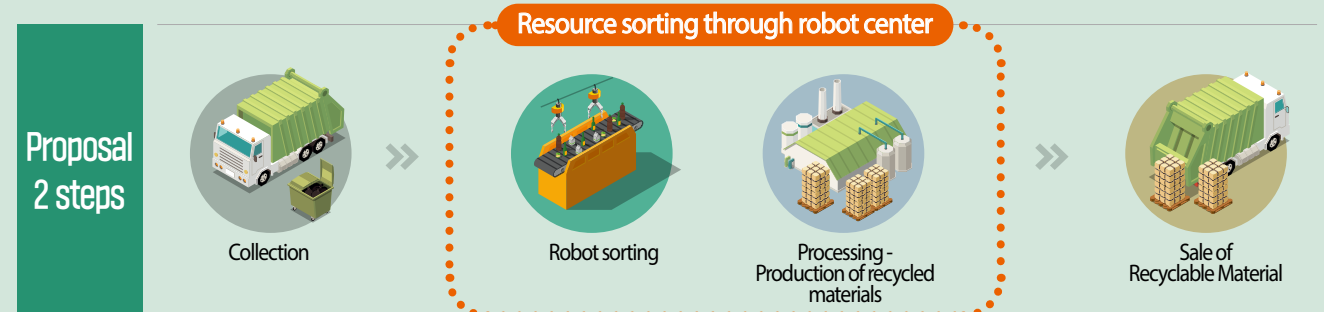 Resource sorting through robot center
Proposal
2 steps
Collection
Robot sorting
Processing -
Production of recycled
materials
Sale of
Recyclable Material